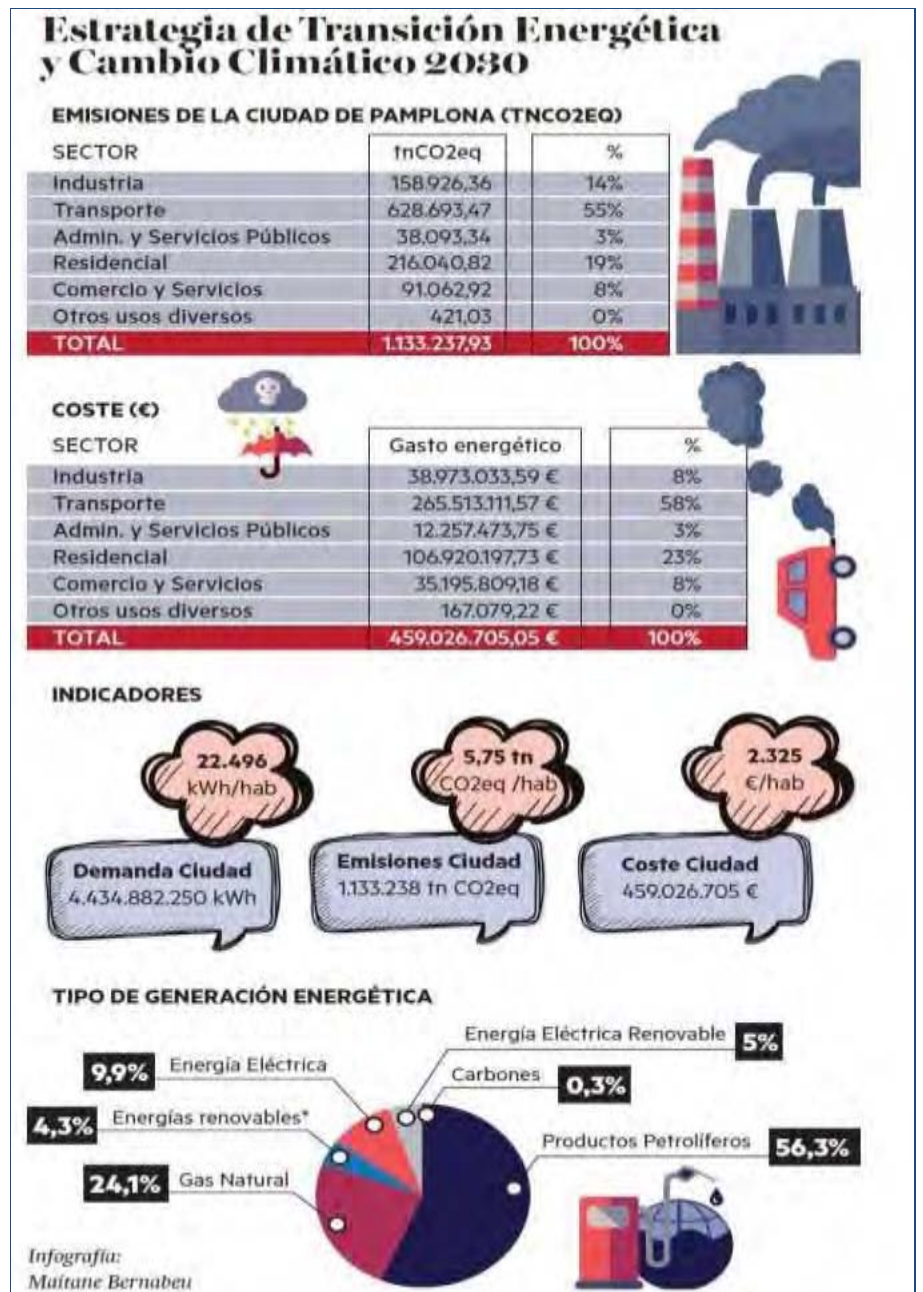 Estrategia de Transición Energética
y Cambio Climático 2030
EMISIONES DE LA CIUDAD DE PAMPLONA (TNCO2EQ)
SECTOR tnCO2eq %
Industria 158.926,36 14%
Transporte 628.693,47 55%
Admin. y Servicios Públicos 38.093,34 3%
Residencial 216.040,82 19%
Comercio y Servicios 91.062,92 8%
Otros usos diversos 421,03 0%
TOTAL 1.133.237,93 100%
COSTE (€)
SECTOR Gasto energético %
Industria 38.973.033,59 € 8%
Transporte 265.513.111,57 € 58%
Admin. y Servicios Públicos 12.257.473,75 € 3%
Residencial 106.920.197,73 € 23%
Comercio y Servicios 35.195.809,18 € 8%
Otros usos diversos 167.079,22 € 0%
TOTAL 459.026.705,05 € 100%
INDICADORES
22.496
kWh/hab
Demanda Ciudad
4.434.882.250 kWh
5,75 tn
CO2eq /hab
Emisiones Ciudad
1.133.238 tn CO2eq
2.325
€/hab
Coste Ciudad
459.026.705 €
TIPO DE GENERACIÓN ENERGÉTICA
Energía Eléctrica Renovable 5%
9,9% Energía Eléctrica
Carbones 0,3%
4,3% Energías renovables*
Productos Petrolíferos 56,3%
24,1% Gas Natural
Infografía:
Maitane Bernabeu